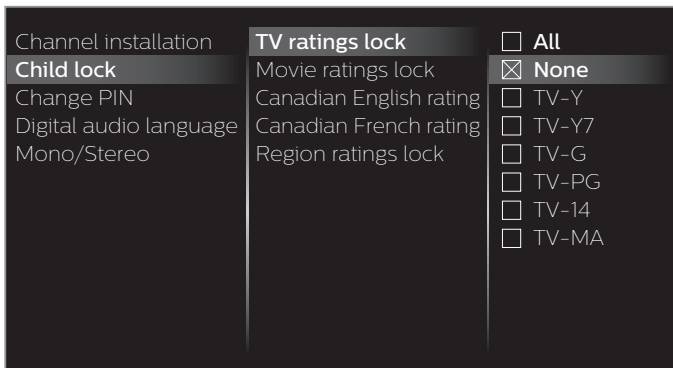 Channel installation
Child lock
Change PIN
Digital audio language
Mono/Stereo
TV ratings lock
Movie ratings lock
Canadian English rating
Canadian French rating
Region ratings lock
All
None
TV-Y
TV-Y7
TV-G
TV-PG
TV-14
TV-MA